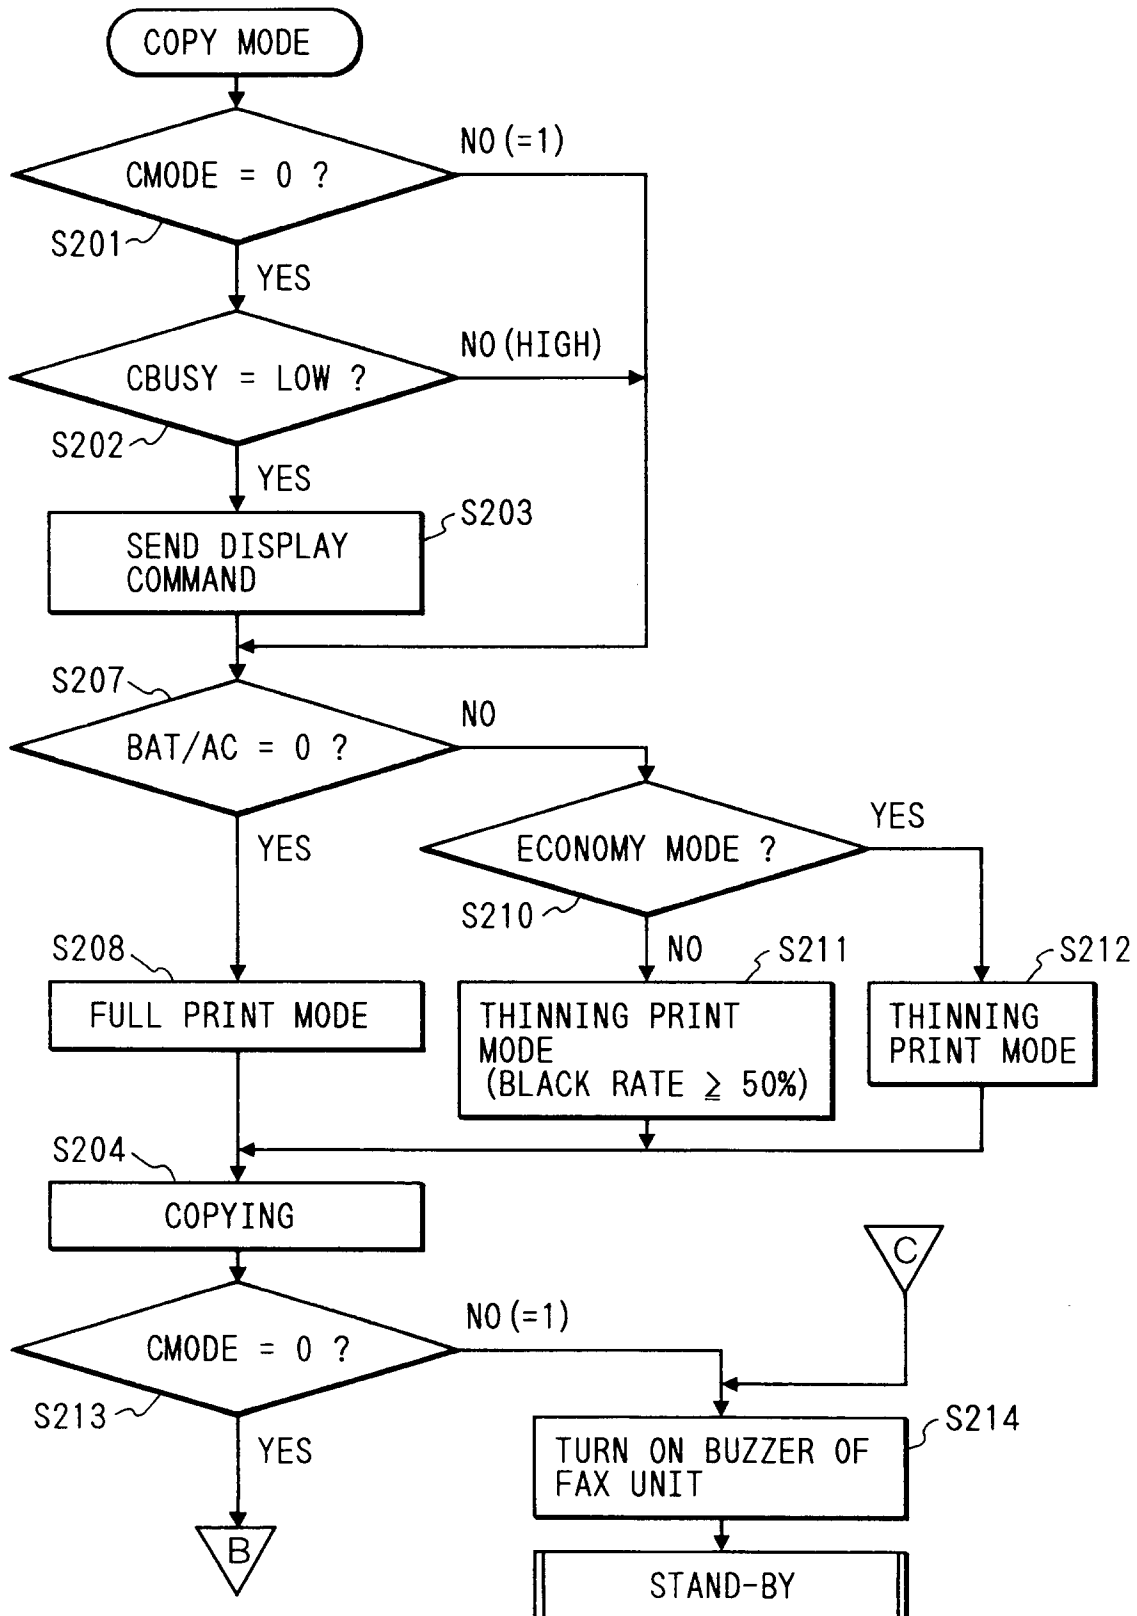 COPY MODE
NO(=1)
CMODE = 0 ?
S201
YES
NO(HIGH)
CBUSY = LOW ?
S202
YES
S203
SEND DISPLAY
COMMAND
S207
NO
BAT/AC = 0 ?
YES
YES
ECONOMY MODE ?
S210
NO
S208
S211
S212
FULL PRINT MODE
THINNING PRINT
MODE
(BLACK RATE ≧ 50%)
THINNING
PRINT MODE
S204
COPYING
C
NO(=1)
CMODE = 0 ?
S213
YES
S214
TURN ON BUZZER OF
FAX UNIT
B
STAND-BY